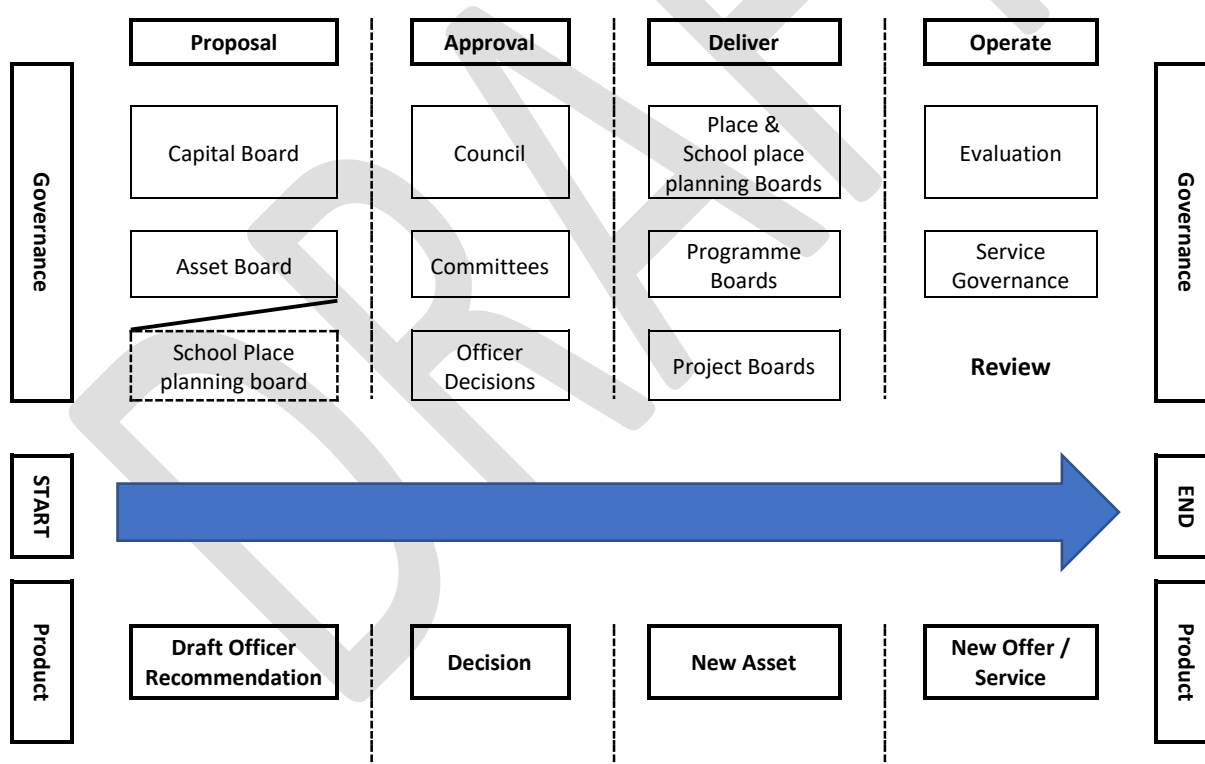 Proposal
Approval
Deliver
Operate
Governance
Capital Board
Council
Place &
School place
planning Boards
Evaluation
Governance
Asset Board
Committees
Programme
Boards
Service
Governance
School Place
planning board
Officer
Decisions
Project Boards
Review
START
END
Product
Draft Officer
Recommendation
Decision
New Asset
New Offer /
Service
Product
DRAFT